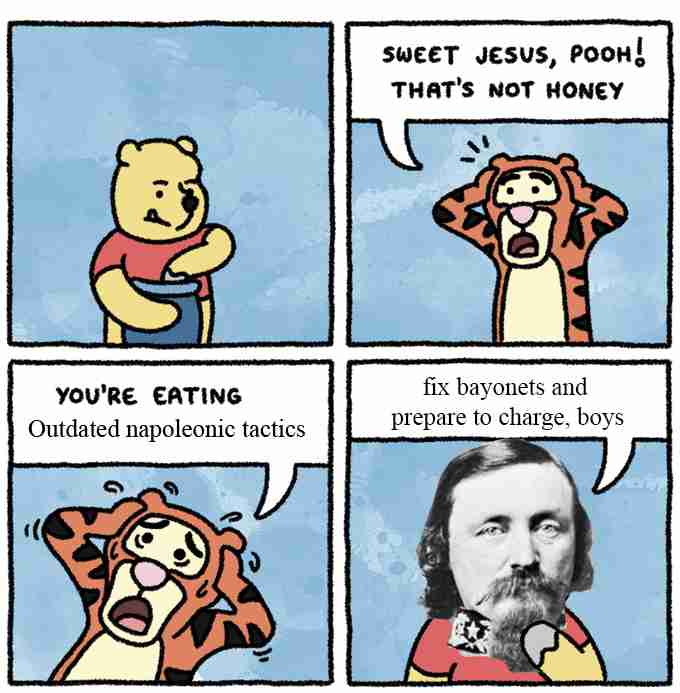 SWEET JESUS, POOH!
THAT'S NOT HONEY
YOU'RE EATING
Outdated napoleonic tactics
fix bayonets and
prepare to charge, boys